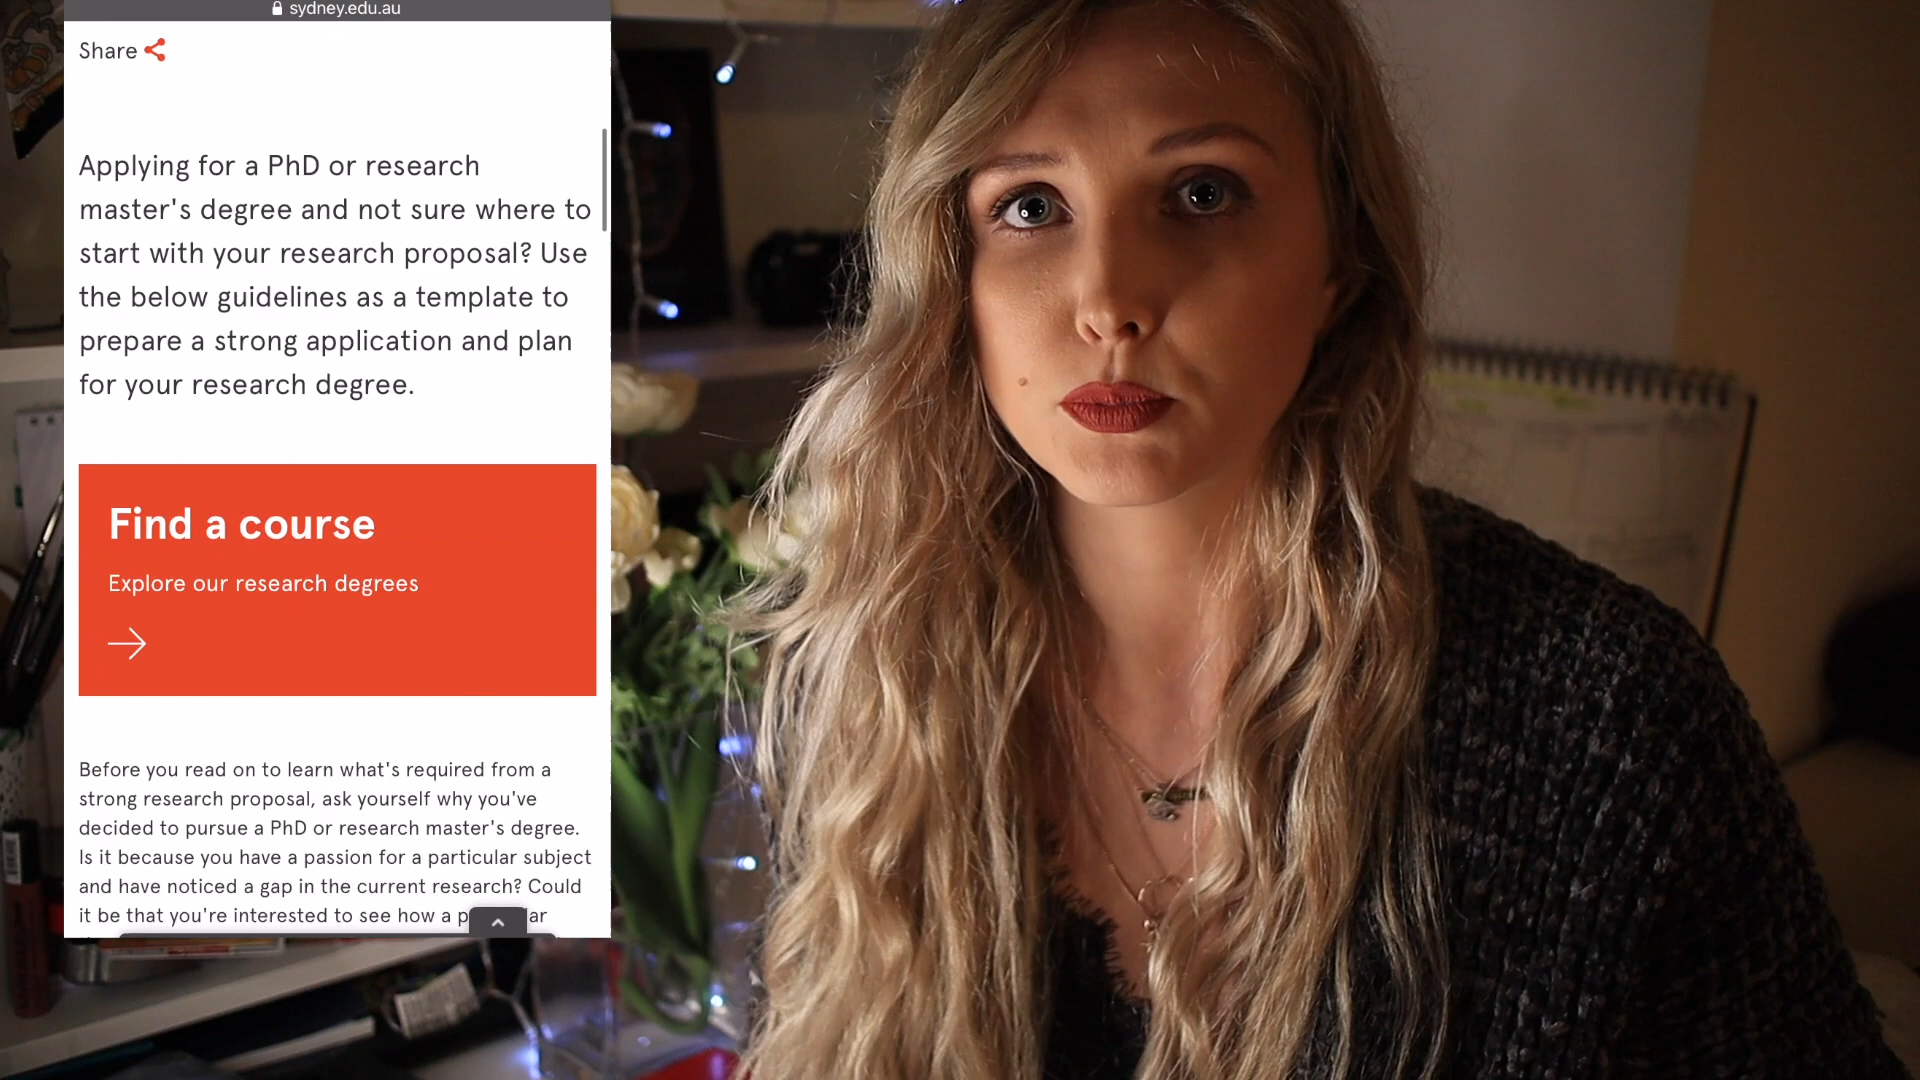 sydney.edu.au
Share
Applying for a PhD or research
master's degree and not sure where to
start with your research proposal? Use
the below guidelines as a template to
prepare a strong application and plan
for your research degree.
Find a course
Explore our research degrees
Before you read on to learn what's required from a
strong research proposal, ask yourself why you've
decided to pursue a PhD or research master's degree.
Is it because you have a passion for a particular subject
and have noticed a gap in the current research? Could
it be that you're interested to see how a